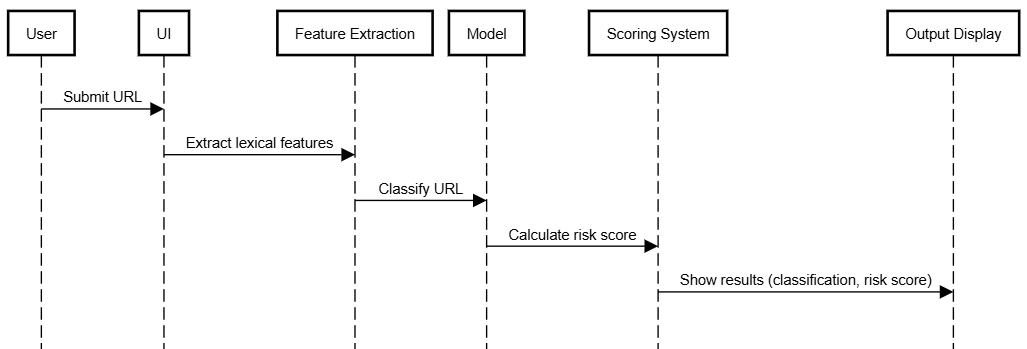 User
UI
Feature Extraction
Model
Scoring System
Output Display
Submit URL
Extract lexical features
Classify URL
Calculate risk score
Show results (classification, risk score)